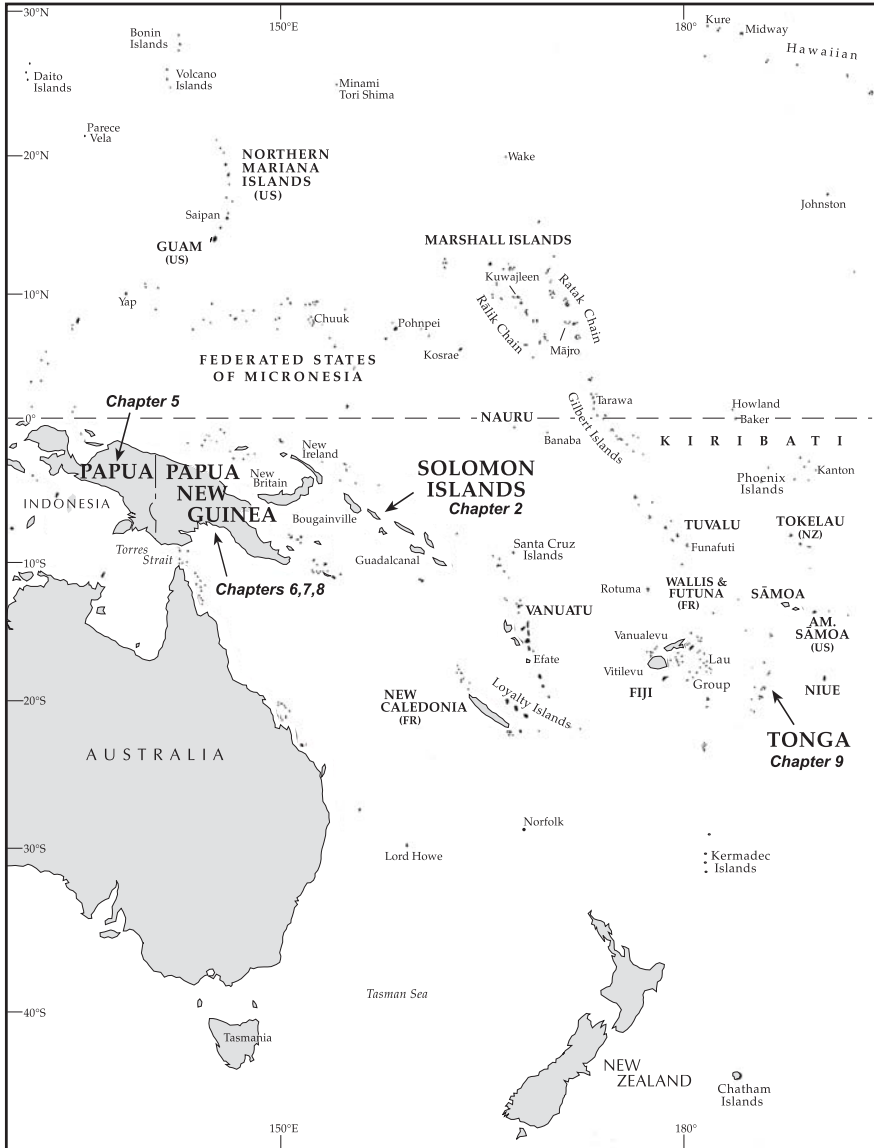 30°N
150°E
180°
Kure
Midway
Hawaiian
Bonin
Islands
Daito
Islands
Volcano
Islands
Minami
Tori Shima
Parece
Vela
20°N
NORTHERN
MARIANA
ISLANDS
(US)
Wake
Johnston
Saipan
GUAM
(US)
MARSHALL ISLANDS
Kuwajleen
Ratak Chain
Rālik Chain
Mājro
10°N
Yap
Chuuk
Pohnpei
Kosrae
FEDERATED STATES
OF MICRONESIA
Chapter 5
0°
NAURU
Tarawa
Gilbert Islands
Banaba
Howland
Baker
KIRIBATI
Phoenix
Islands
Kanton
PAPUA
PAPUA
NEW
GUINEA
New
Ireland
New
Britain
Bougainville
SOLOMON
ISLANDS
Chapter 2
INDONESIA
Guadalcanal
Santa Cruz
Islands
TUVALU
Funafuti
TOKELAU
(NZ)
10°S
Torres
Strait
Chapters 6,7,8
Rotuma
WALLIS &
FUTUNA
(FR)
SĀMOA
AM.
SĀMOA
(US)
VANUATU
Efate
Vanualevu
Vitilevu
FIJI
Lau
Group
NIUE
20°S
NEW
CALEDONIA
(FR)
Loyalty Islands
TONGA
Chapter 9
AUSTRALIA
30°S
Norfolk
Lord Howe
Kermadec
Islands
40°S
Tasman Sea
Tasmania
NEW
ZEALAND
Chatham
Islands
150°E
180°